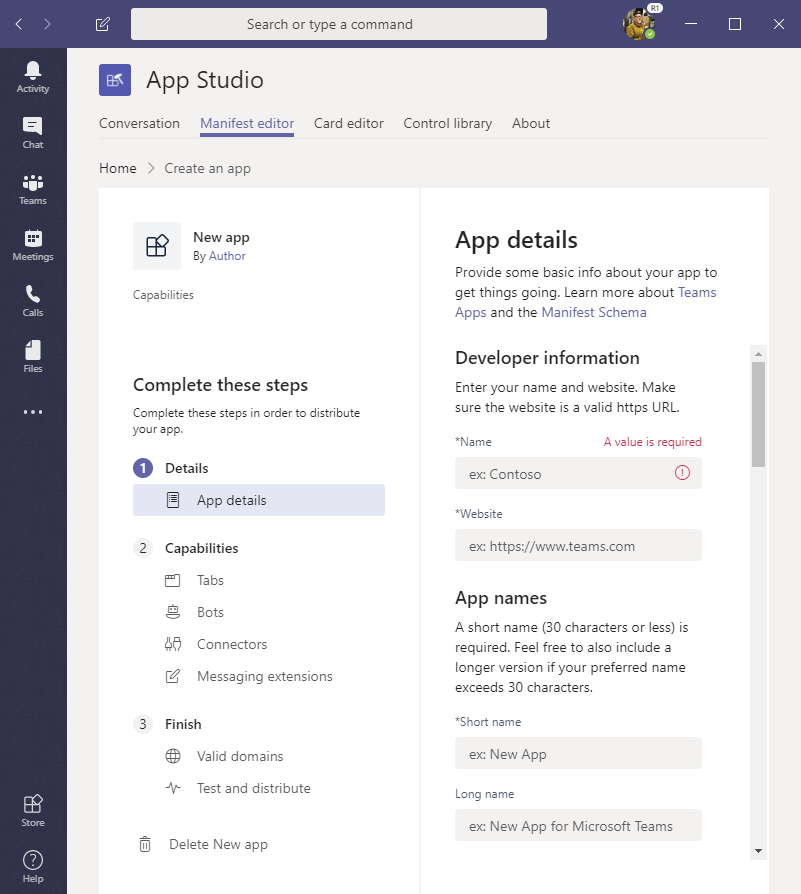 Search or type a command
R1
Activity
Chat
Teams
Meetings
Calls
Files
Store
Help
App Studio
Conversation Manifest editor Card editor Control library About
Home Create an app
New app
By Author
Capabilities
Complete these steps
Complete these steps in order to distribute
your app.
1 Details
App details
2 Capabilities
Tabs
Bots
Connectors
Messaging extensions
3 Finish
Valid domains
Test and distribute
Delete New app
App details
Provide some basic info about your app to
get things going. Learn more about Teams
Apps and the Manifest Schema
Developer information
Enter your name and website. Make
sure the website is a valid https URL.
*Name A value is required
ex: Contoso
*Website
ex: https://www.teams.com
App names
A short name (30 characters or less) is
required. Feel free to also include a
longer version if your preferred name
exceeds 30 characters.
*Short name
ex: New App
Long name
ex: New App for Microsoft Teams